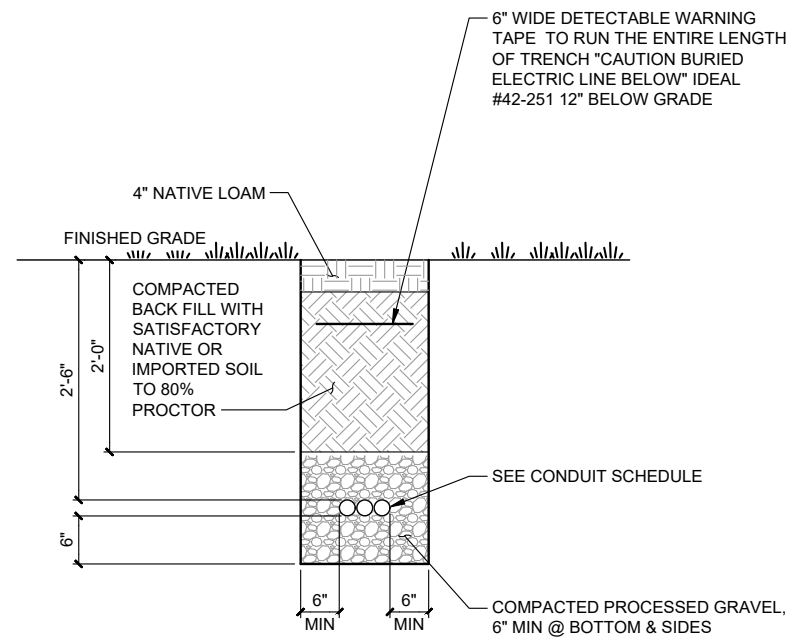 6" WIDE DETECTABLE WARNING
TAPE TO RUN THE ENTIRE LENGTH
OF TRENCH "CAUTION BURIED
ELECTRIC LINE BELOW" IDEAL
#42-251 12" BELOW GRADE
4" NATIVE LOAM
FINISHED GRADE
COMPACTED
BACK FILL WITH
SATISFACTORY
NATIVE OR
IMPORTED SOIL
TO 80%
PROCTOR
2'-6"
2'-0"
SEE CONDUIT SCHEDULE
6"
6"
MIN
6"
MIN
COMPACTED PROCESSED GRAVEL,
6" MIN @ BOTTOM & SIDES